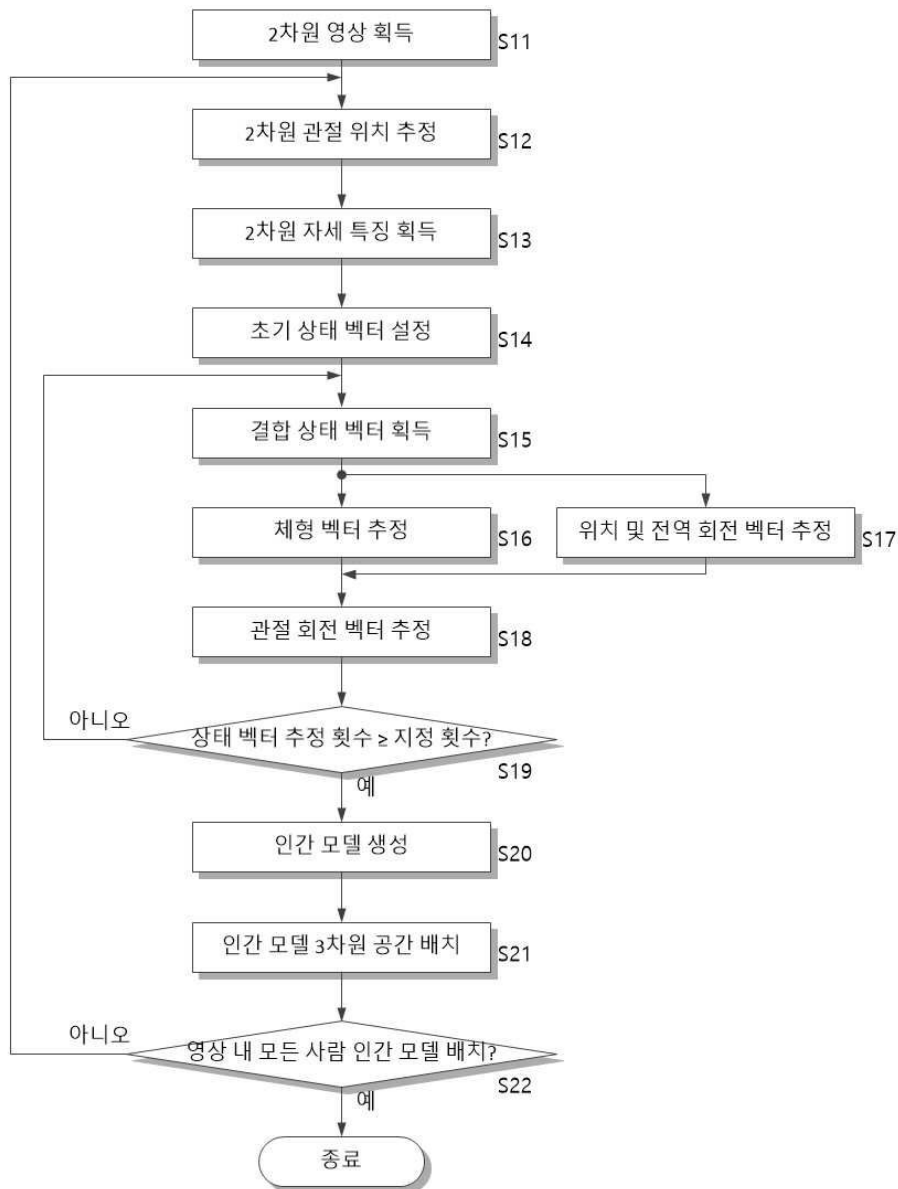 2차원 영상 획득
S11
2차원 관절 위치 추정
S12
2차원 자세 특징 획득
S13
초기 상태 벡터 설정
S14
결합 상태 벡터 획득
S15
체형 벡터 추정
S16
위치 및 전역 회전 벡터 추정
S17
관절 회전 벡터 추정
S18
아니오
상태 벡터 추정 횟수 ≥ 지정 횟수?
S19
예
인간 모델 생성
S20
인간 모델 3차원 공간 배치
S21
아니오
영상 내 모든 사람 인간 모델 배치?
S22
예
종료